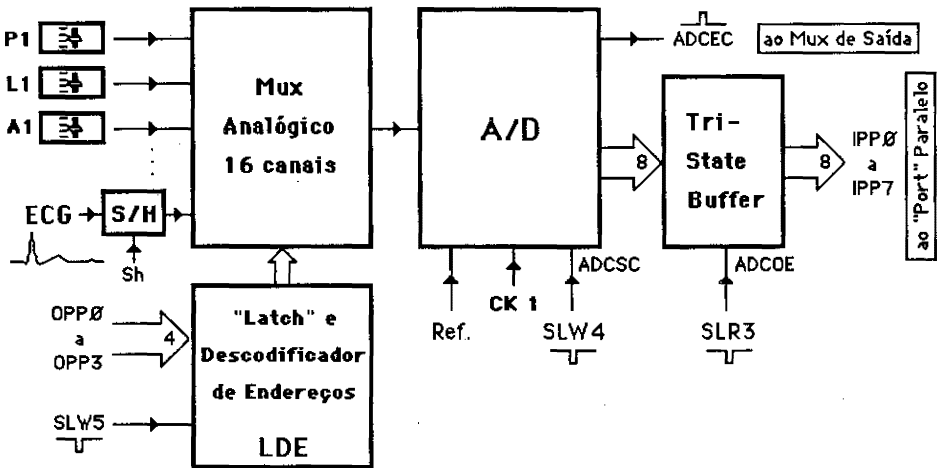 P1
L1
A1
ECG
S/H
Sh
Mux
Analógico
16 canais
A/D
ADCEC
ao Mux de Saída
8
Tri-
State
Buffer
8
IPPØ
a
IPP7
ao "Port" Paralelo
OPPØ
a
OPP3
4
SLW5
"Latch" e
Descodificador
de Endereços
LDE
Ref.
CK 1
ADCSC
SLW4
ADCOE
SLR3